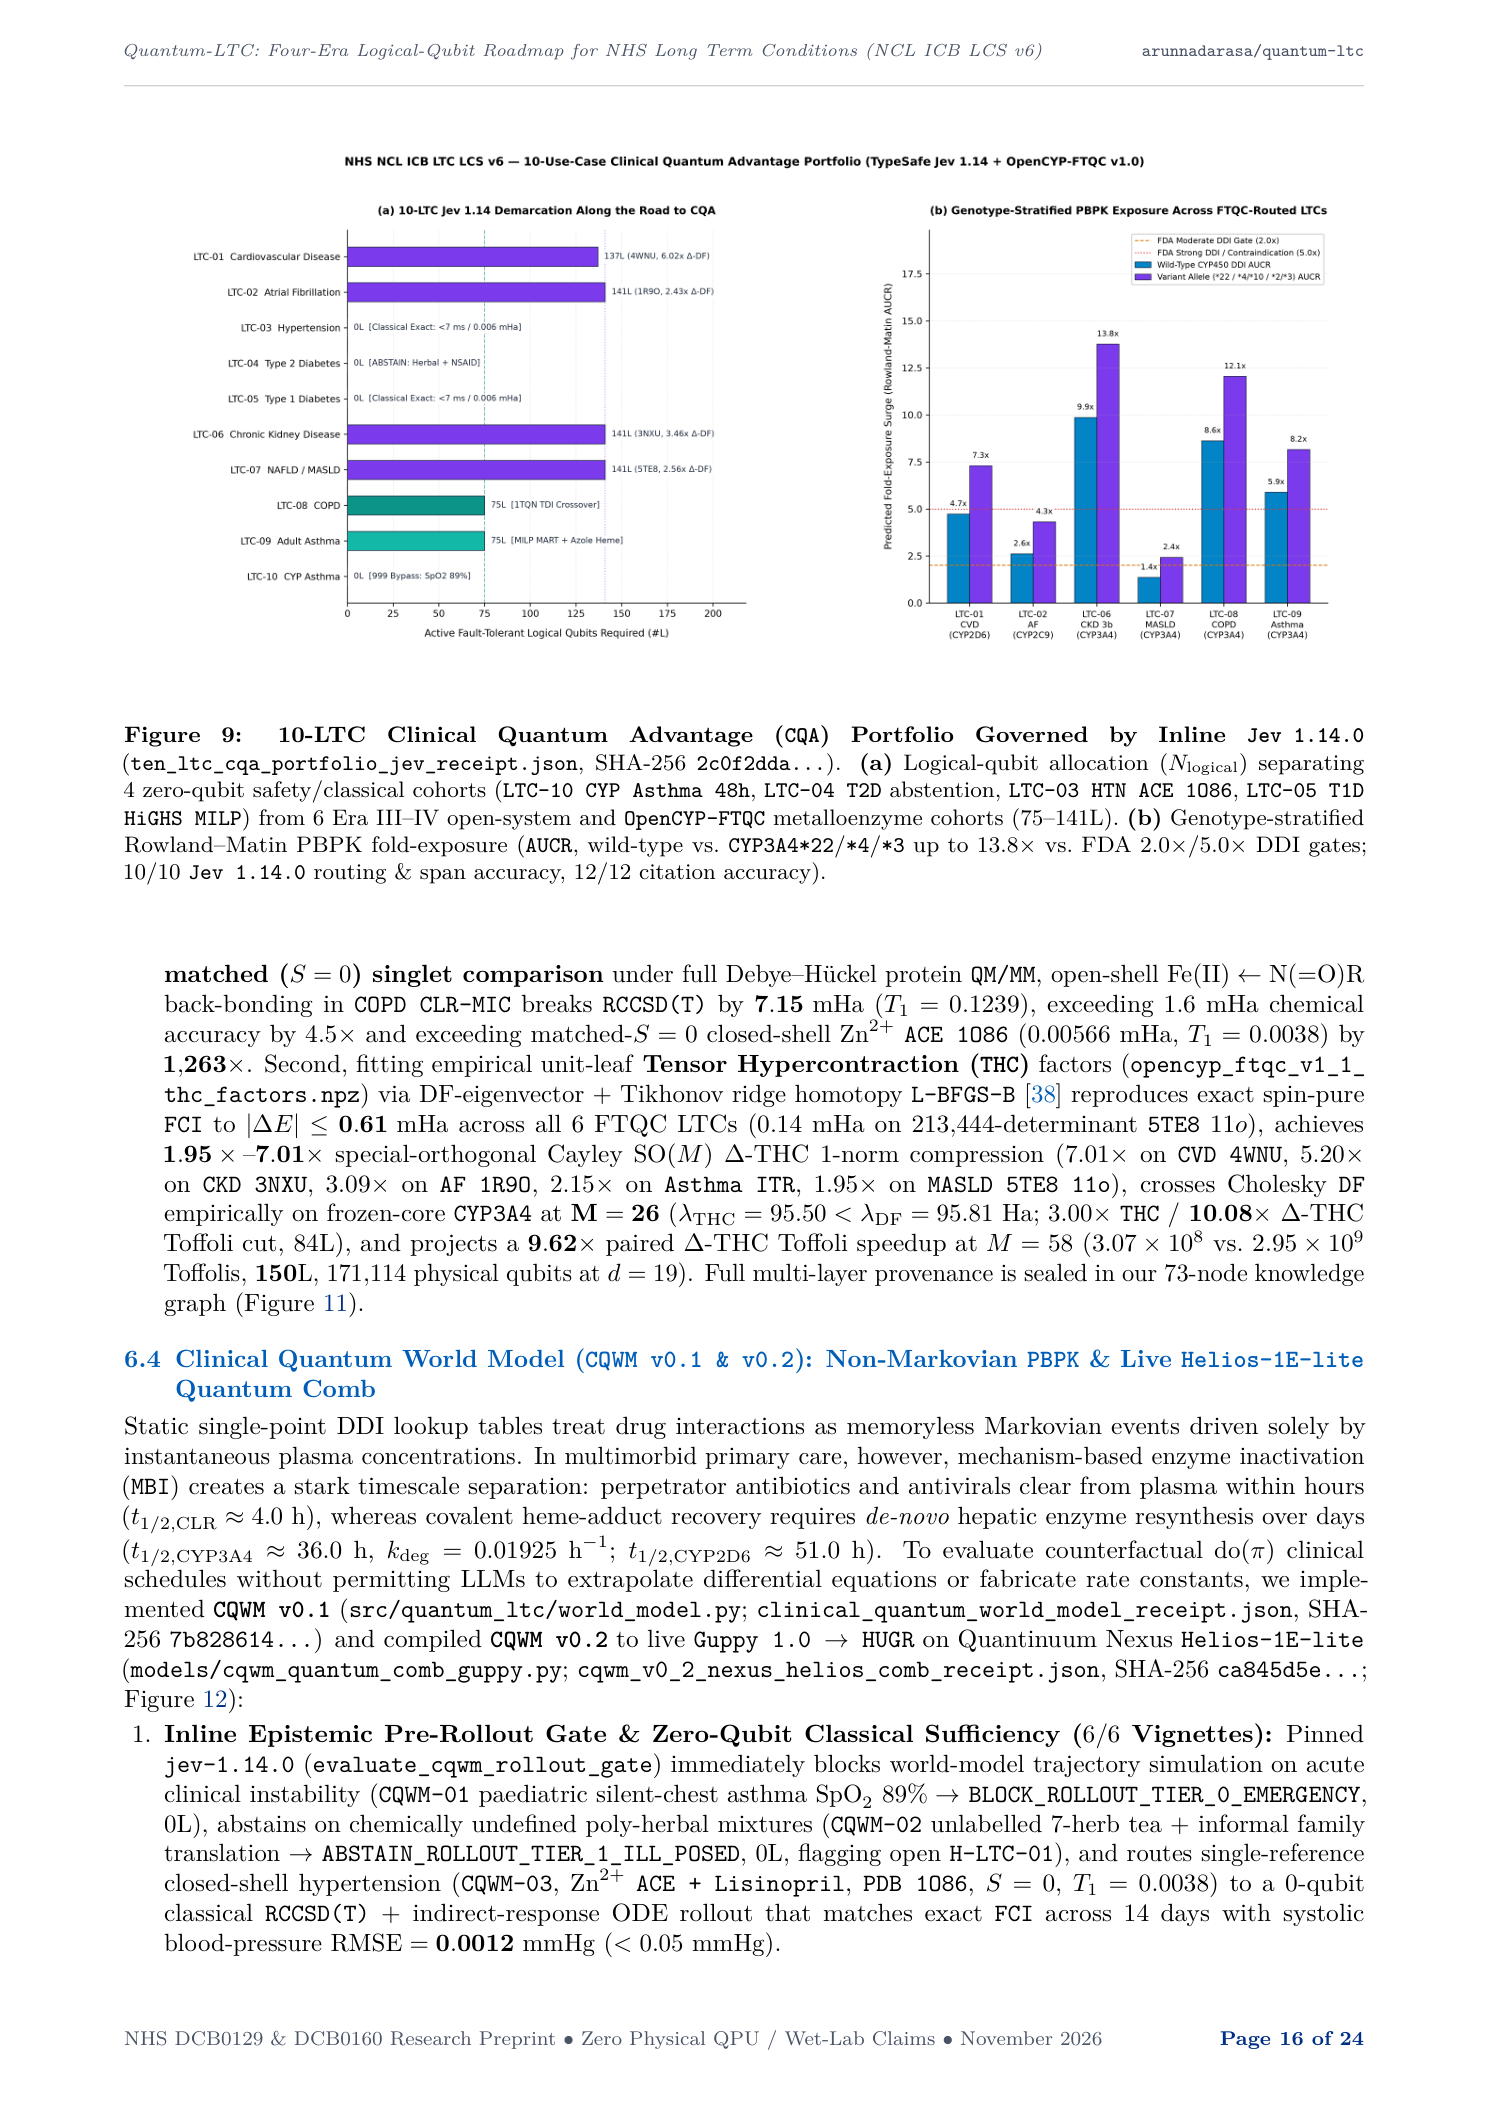 Quantum-LTC: Four-Era Logical-Qubit Roadmap for NHS Long Term Conditions (NCL ICB LCS v6)
arunnadarasa/quantum-ltc
NHS NCL ICB LTC LCS v6 — 10-Use-Case Clinical Quantum Advantage Portfolio (TypeSafe Jev 1.14 + OpenCYP-FTQC v1.0)
(a) 10-LTC Jev 1.14 Demarcation Along the Road to CQA
LTC-01 Cardiovascular Disease
137L (4WNU, 6.02x Δ-DF)
LTC-02 Atrial Fibrillation
141L (1R9O, 2.43x Δ-DF)
LTC-03 Hypertension
0L [Classical Exact: <7 ms / 0.006 mHa]
LTC-04 Type 2 Diabetes
0L [ABSTAIN: Herbal + NSAID]
LTC-05 Type 1 Diabetes
0L [Classical Exact: <7 ms / 0.006 mHa]
LTC-06 Chronic Kidney Disease
141L (3NXU, 3.46x Δ-DF)
LTC-07 NAFLD / MASLD
141L (5TE8, 2.56x Δ-DF)
LTC-08 COPD
75L [1TQN TDI Crossover]
LTC-09 Adult Asthma
75L [MILP MART + Azole Heme]
LTC-10 CYP Asthma
0L [999 Bypass: SpO2 89%]
0 25 50 75 100 125 150 175 200
Active Fault-Tolerant Logical Qubits Required (#L)
(b) Genotype-Stratified PBPK Exposure Across FTQC-Routed LTCs
FDA Moderate DDI Gate (2.0x)
FDA Strong DDI / Contraindication (5.0x)
Wild-Type CYP450 DDI AUCR
Variant Allele (*22 / *4/*10 / *2/*3) AUCR
Predicted Fold-Exposure Surge (Rowland-Matin AUCR)
17.5
15.0
12.5
10.0
7.5
5.0
2.5
0.0
4.7x 7.3x
2.6x 4.3x
9.9x 13.8x
1.4x 2.4x
8.6x 12.1x
5.9x 8.2x
LTC-01 LTC-02 LTC-06 LTC-07 LTC-08 LTC-09
CVD AF CKD 3b MASLD COPD Asthma
(CYP2D6) (CYP2C9) (CYP3A4) (CYP3A4) (CYP3A4) (CYP3A4)
Figure 9: 10-LTC Clinical Quantum Advantage (CQA) Portfolio Governed by Inline Jev 1.14.0
(ten_ltc_cqa_portfolio_jev_receipt.json, SHA-256 2c0f2dda...). (a) Logical-qubit allocation (N_logical) separating
4 zero-qubit safety/classical cohorts (LTC-10 CYP Asthma 48h, LTC-04 T2D abstention, LTC-03 HTN ACE 1O86, LTC-05 T1D
HiGHS MILP) from 6 Era III–IV open-system and OpenCYP-FTQC metalloenzyme cohorts (75–141L). (b) Genotype-stratified
Rowland–Matin PBPK fold-exposure (AUCR, wild-type vs. CYP3A4*22/*4/*3 up to 13.8× vs. FDA 2.0×/5.0× DDI gates;
10/10 Jev 1.14.0 routing & span accuracy, 12/12 citation accuracy).
matched (S = 0) singlet comparison under full Debye–Hückel protein QM/MM, open-shell Fe(II) ← N(=O)R
back-bonding in COPD CLR-MIC breaks RCCSD(T) by 7.15 mHa (T₁ = 0.1239), exceeding 1.6 mHa chemical
accuracy by 4.5× and exceeding matched-S = 0 closed-shell Zn²⁺ ACE 1O86 (0.00566 mHa, T₁ = 0.0038) by
1,263×. Second, fitting empirical unit-leaf Tensor Hypercontraction (THC) factors (opencyp_ftqc_v1_1_
thc_factors.npz) via DF-eigenvector + Tikhonov ridge homotopy L-BFGS-B [38] reproduces exact spin-pure
FCI to |ΔE| ≤ 0.61 mHa across all 6 FTQC LTCs (0.14 mHa on 213,444-determinant 5TE8 11o), achieves
1.95 × –7.01× special-orthogonal Cayley SO(M) Δ-THC 1-norm compression (7.01× on CVD 4WNU, 5.20×
on CKD 3NXU, 3.09× on AF 1R9O, 2.15× on Asthma ITR, 1.95× on MASLD 5TE8 11o), crosses Cholesky DF
empirically on frozen-core CYP3A4 at M = 26 (λ_THC = 95.50 < λ_DF = 95.81 Ha; 3.00× THC / 10.08× Δ-THC
Toffoli cut, 84L), and projects a 9.62× paired Δ-THC Toffoli speedup at M = 58 (3.07 × 10⁸ vs. 2.95 × 10⁹
Toffolis, 150L, 171,114 physical qubits at d = 19). Full multi-layer provenance is sealed in our 73-node knowledge
graph (Figure 11).
6.4 Clinical Quantum World Model (CQWM v0.1 & v0.2): Non-Markovian PBPK & Live Helios-1E-lite
Quantum Comb
Static single-point DDI lookup tables treat drug interactions as memoryless Markovian events driven solely by
instantaneous plasma concentrations. In multimorbid primary care, however, mechanism-based enzyme inactivation
(MBI) creates a stark timescale separation: perpetrator antibiotics and antivirals clear from plasma within hours
(t₁/₂,CLR ≈ 4.0 h), whereas covalent heme-adduct recovery requires de-novo hepatic enzyme resynthesis over days
(t₁/₂,CYP3A4 ≈ 36.0 h, k_deg = 0.01925 h⁻¹; t₁/₂,CYP2D6 ≈ 51.0 h). To evaluate counterfactual do(π) clinical
schedules without permitting LLMs to extrapolate differential equations or fabricate rate constants, we imple-
mented CQWM v0.1 (src/quantum_ltc/world_model.py; clinical_quantum_world_model_receipt.json, SHA-
256 7b828614...) and compiled CQWM v0.2 to live Guppy 1.0 → HUGR on Quantinuum Nexus Helios-1E-lite
(models/cqwm_quantum_comb_guppy.py; cqwm_v0_2_nexus_helios_comb_receipt.json, SHA-256 ca845d5e...;
Figure 12):
1. Inline Epistemic Pre-Rollout Gate & Zero-Qubit Classical Sufficiency (6/6 Vignettes): Pinned
jev-1.14.0 (evaluate_cqwm_rollout_gate) immediately blocks world-model trajectory simulation on acute
clinical instability (CQWM-01 paediatric silent-chest asthma SpO₂ 89% → BLOCK_ROLLOUT_TIER_0_EMERGENCY,
0L), abstains on chemically undefined poly-herbal mixtures (CQWM-02 unlabelled 7-herb tea + informal family
translation → ABSTAIN_ROLLOUT_TIER_1_ILL_POSED, 0L, flagging open H-LTC-01), and routes single-reference
closed-shell hypertension (CQWM-03, Zn²⁺ ACE + Lisinopril, PDB 1O86, S = 0, T₁ = 0.0038) to a 0-qubit
classical RCCSD(T) + indirect-response ODE rollout that matches exact FCI across 14 days with systolic
blood-pressure RMSE = 0.0012 mmHg (< 0.05 mmHg).
NHS DCB0129 & DCB0160 Research Preprint • Zero Physical QPU / Wet-Lab Claims • November 2026
Page 16 of 24